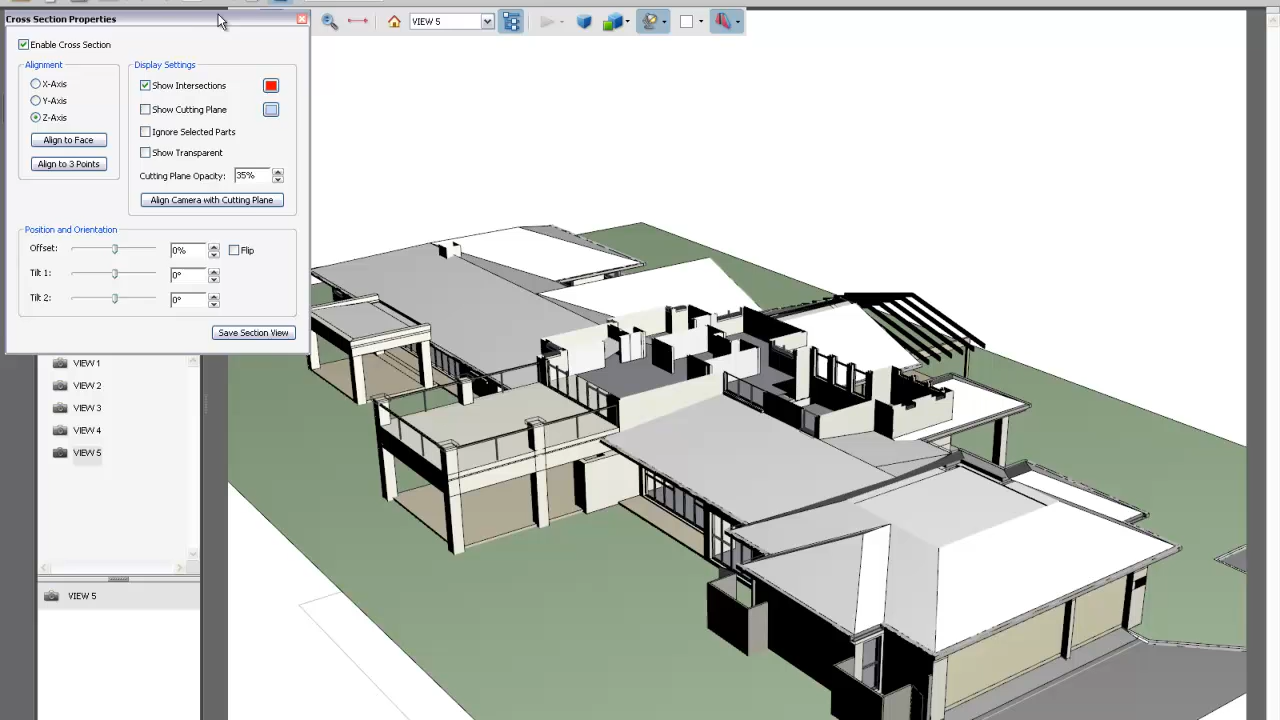 Cross Section Properties
VIEW 5
Enable Cross Section
Alignment
X-Axis
Y-Axis
Z-Axis
Align to Face
Align to 3 Points
Display Settings
Show Intersections
Show Cutting Plane
Ignore Selected Parts
Show Transparent
Cutting Plane Opacity: 35%
Align Camera with Cutting Plane
Position and Orientation
Offset: 0% Flip
Tilt 1: 0°
Tilt 2: 0°
Save Section View
VIEW 1
VIEW 2
VIEW 3
VIEW 4
VIEW 5
VIEW 5